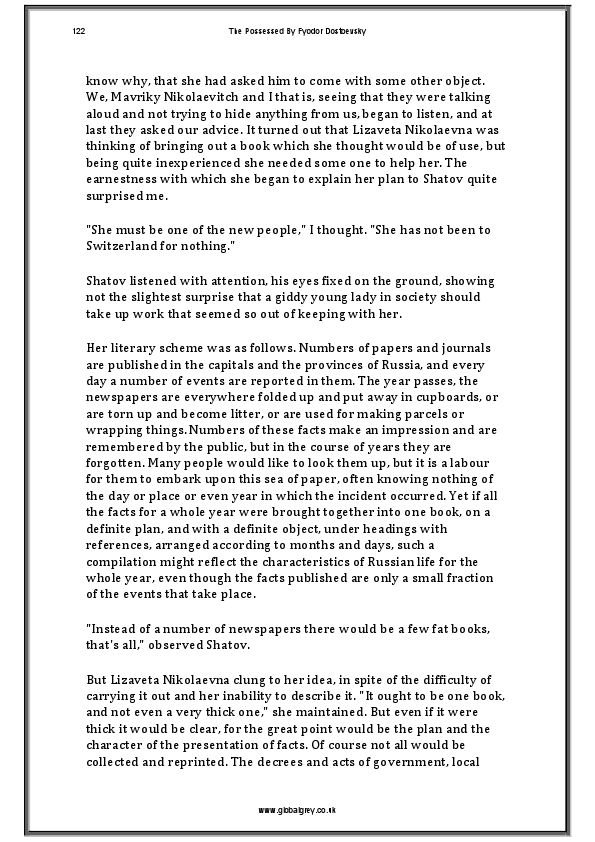 122
The Possessed By Fyodor Dostoevsky
know why, that she had asked him to come with some other object.
We, Mavriky Nikolaevitch and I that is, seeing that they were talking
aloud and not trying to hide anything from us, began to listen, and at
last they asked our advice. It turned out that Lizaveta Nikolaevna was
thinking of bringing out a book which she thought would be of use, but
being quite inexperienced she needed some one to help her. The
earnestness with which she began to explain her plan to Shatov quite
surprised me.
"She must be one of the new people," I thought. "She has not been to
Switzerland for nothing."
Shatov listened with attention, his eyes fixed on the ground, showing
not the slightest surprise that a giddy young lady in society should
take up work that seemed so out of keeping with her.
Her literary scheme was as follows. Numbers of papers and journals
are published in the capitals and the provinces of Russia, and every
day a number of events are reported in them. The year passes, the
newspapers are everywhere folded up and put away in cupboards, or
are torn up and become litter, or are used for making parcels or
wrapping things. Numbers of these facts make an impression and are
remembered by the public, but in the course of years they are
forgotten. Many people would like to look them up, but it is a labour
for them to embark upon this sea of paper, often knowing nothing of
the day or place or even year in which the incident occurred. Yet if all
the facts for a whole year were brought together into one book, on a
definite plan, and with a definite object, under headings with
references, arranged according to months and days, such a
compilation might reflect the characteristics of Russian life for the
whole year, even though the facts published are only a small fraction
of the events that take place.
"Instead of a number of newspapers there would be a few fat books,
that's all," observed Shatov.
But Lizaveta Nikolaevna clung to her idea, in spite of the difficulty of
carrying it out and her inability to describe it. "It ought to be one book,
and not even a very thick one," she maintained. But even if it were
thick it would be clear, for the great point would be the plan and the
character of the presentation of facts. Of course not all would be
collected and reprinted. The decrees and acts of government, local
www.globalgrey.co.uk